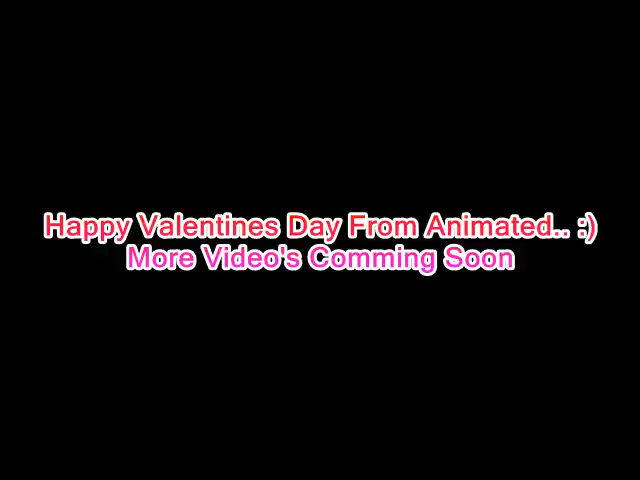 Happy Valentines Day From Animated.. :)
More Video's Comming Soon